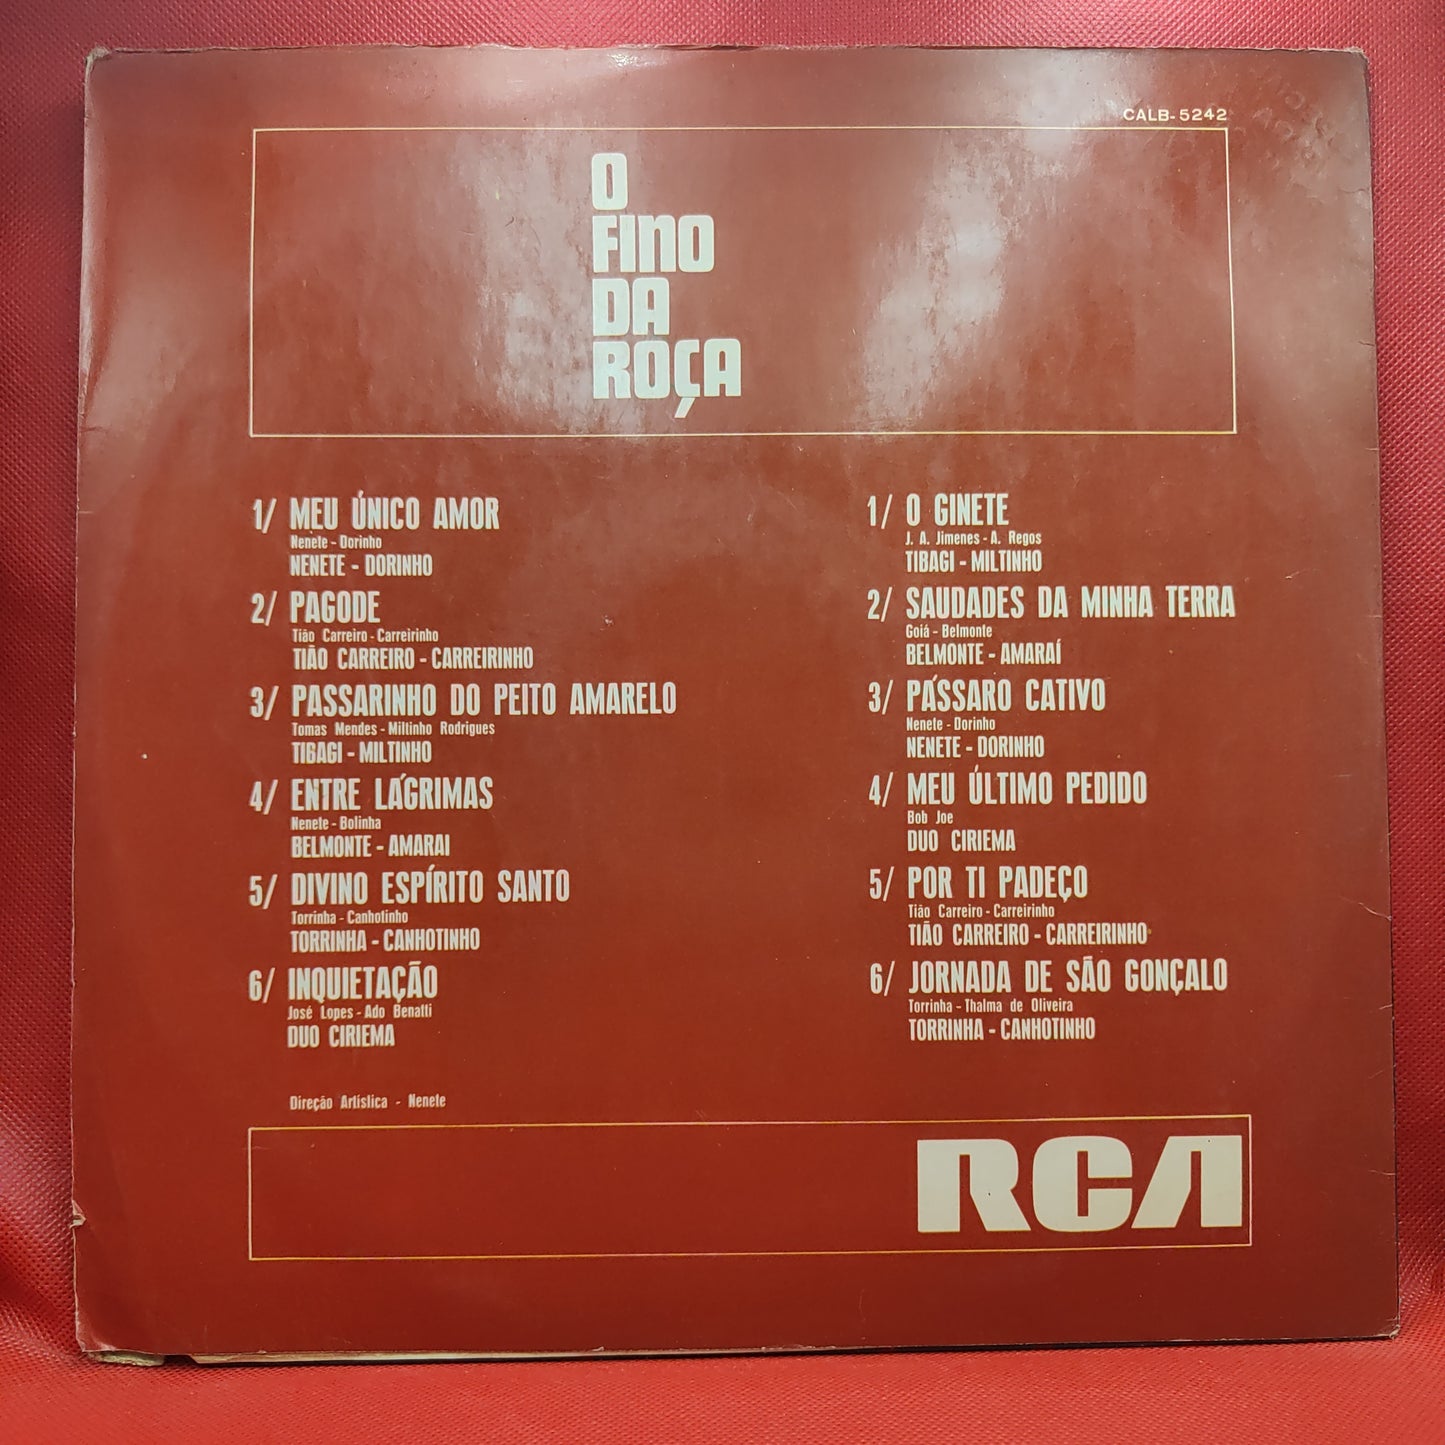 CALB-5242
O
FINO
DA
ROÇA
1/ MEU ÚNICO AMOR
Nenete - Dorinho
NENETE - DORINHO
2/ PAGODE
Tião Carreiro - Carreirinho
TIÃO CARREIRO - CARREIRINHO
3/ PASSARINHO DO PEITO AMARELO
Tomas Mendes - Miltinho Rodrigues
TIBAGI - MILTINHO
4/ ENTRE LÁGRIMAS
Nenete - Bolinha
BELMONTE - AMARAI
5/ DIVINO ESPÍRITO SANTO
Torrinha - Canhotinho
TORRINHA - CANHOTINHO
6/ INQUIETAÇÃO
José Lopes - Ado Benatti
DUO CIRIEMA
Direção Artística - Nenete
1/ O GINETE
J. A. Jimenes - A. Regos
TIBAGI - MILTINHO
2/ SAUDADES DA MINHA TERRA
Goiá - Belmonte
BELMONTE - AMARAÍ
3/ PÁSSARO CATIVO
Nenete - Dorinho
NENETE - DORINHO
4/ MEU ÚLTIMO PEDIDO
Bob Joe
DUO CIRIEMA
5/ POR TI PADEÇO
Tião Carreiro - Carreirinho
TIÃO CARREIRO - CARREIRINHO
6/ JORNADA DE SÃO GONÇALO
Torrinha - Thalma de Oliveira
TORRINHA - CANHOTINHO
RCA